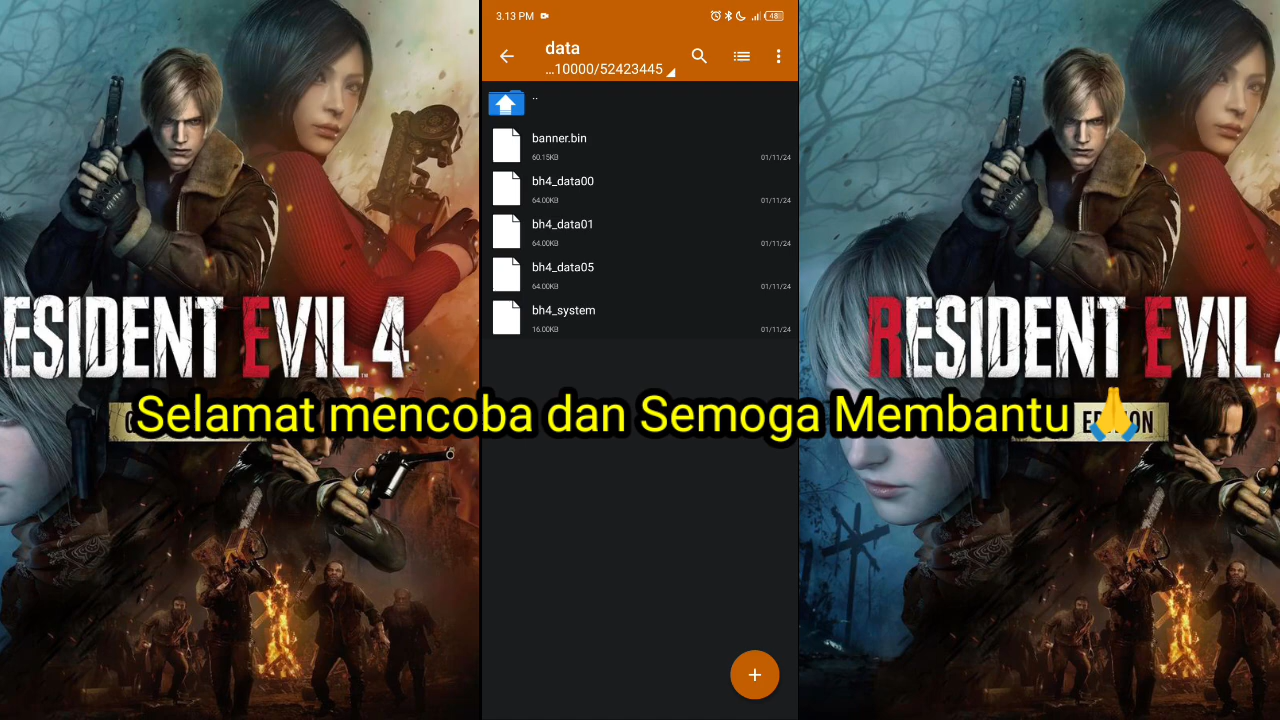 3.13 PM
48
data
…10000/52423445
..
banner.bin
60.15KB 01/11/24
bh4_data00
64.00KB 01/11/24
bh4_data01
64.00KB 01/11/24
bh4_data05
64.00KB 01/11/24
bh4_system
16.00KB 01/11/24
ESIDENT EVIL 4
RESIDENT EVIL 4
Selamat mencoba dan Semoga Membantu 🙏